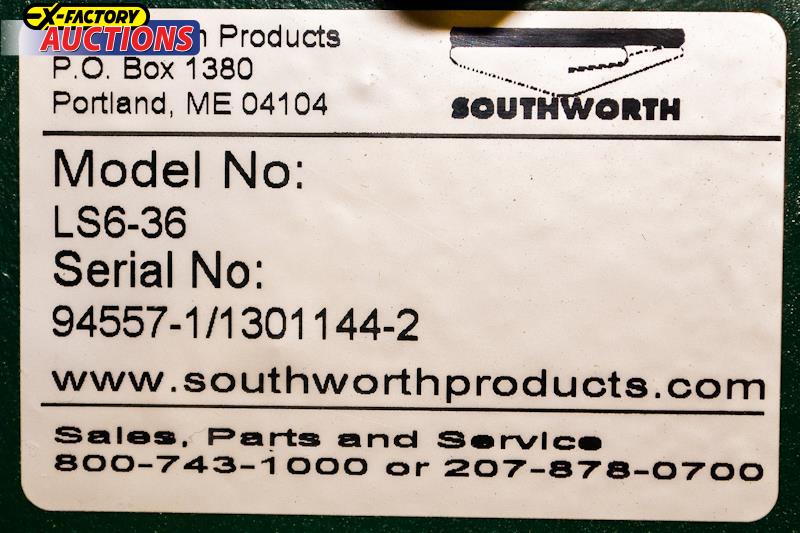 X-FACTORY
AUCTIONS
Products
P.O. Box 1380
Portland, ME 04104
SOUTHWORTH
Model No:
LS6-36
Serial No:
94557-1/1301144-2
www.southworthproducts.com
Sales, Parts and Service
800-743-1000 or 207-878-0700